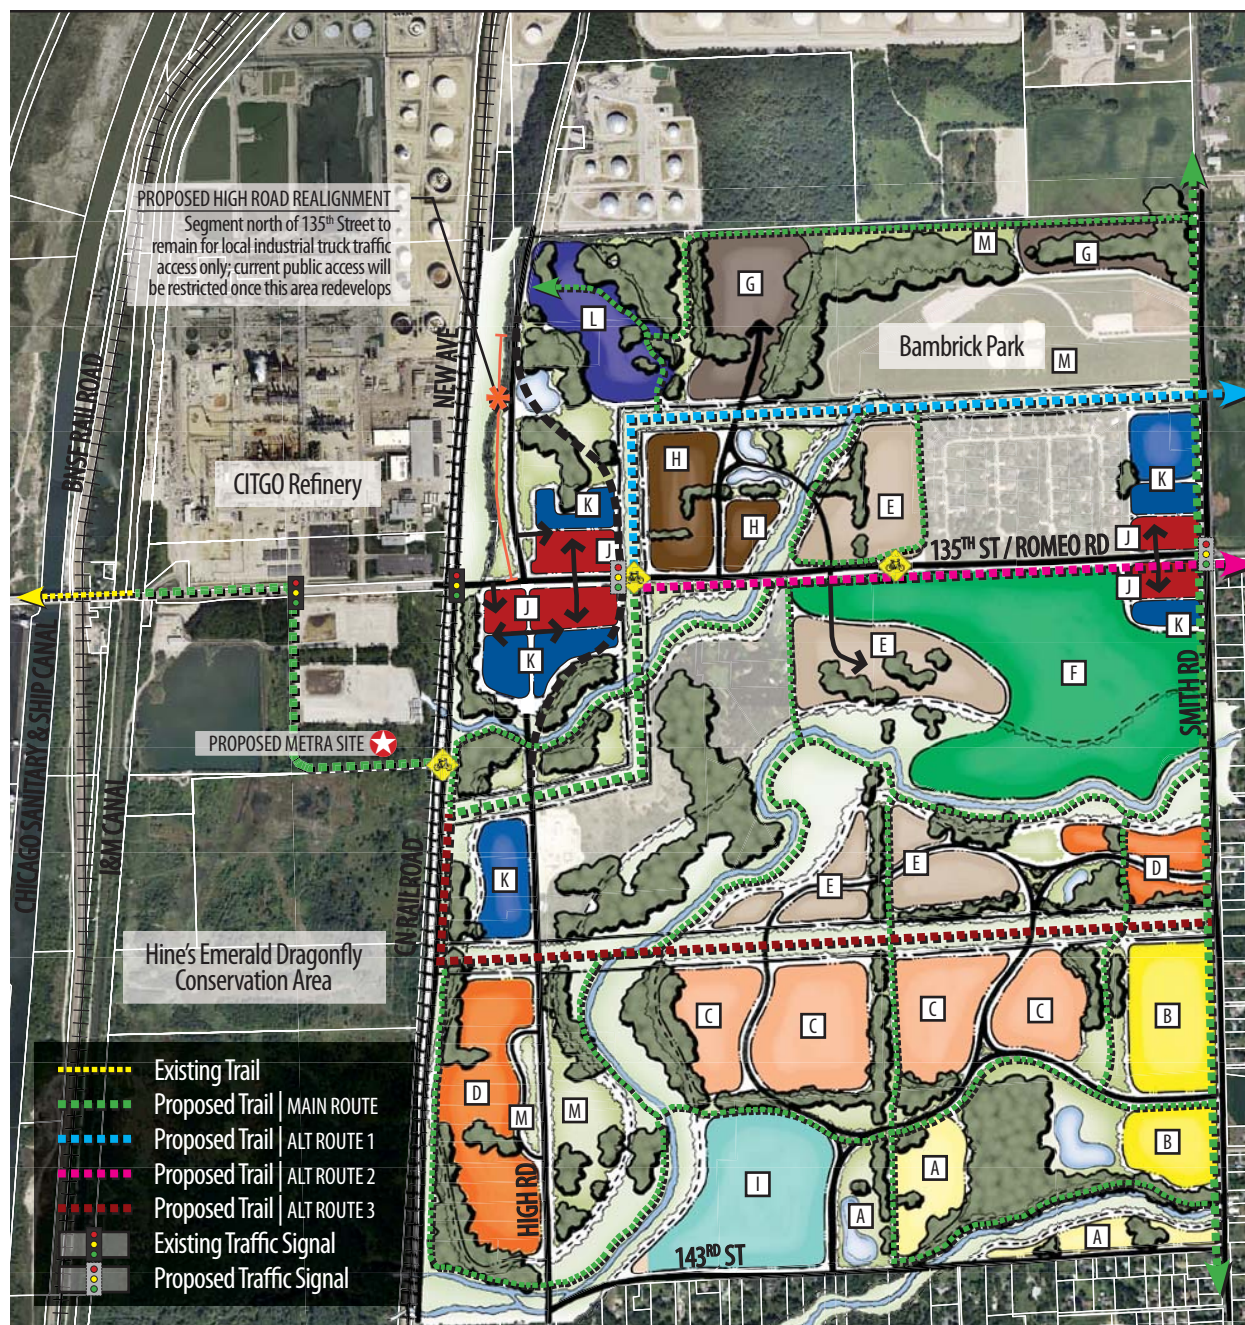 PROPOSED HIGH ROAD REALIGNMENT
Segment north of 135th Street to
remain for local industrial truck traffic
access only; current public access will
be restricted once this area redevelops
M
G
G
L
Bambrick Park
M
NEW AVE
BNSF RAILROAD
CITGO Refinery
H
K
K
E
H
J
J
135TH ST / ROMEO RD
J
J
K
K
E
F
SMITH RD
PROPOSED METRA SITE
CHICAGO SANITARY & SHIP CANAL
I&M CANAL
CN RAILROAD
K
E
E
D
Hine's Emerald Dragonfly
Conservation Area
C
C
C
C
B
D
M
M
B
A
I
A
A
HIGH RD
143RD ST
Existing Trail
Proposed Trail | MAIN ROUTE
Proposed Trail | ALT ROUTE 1
Proposed Trail | ALT ROUTE 2
Proposed Trail | ALT ROUTE 3
Existing Traffic Signal
Proposed Traffic Signal